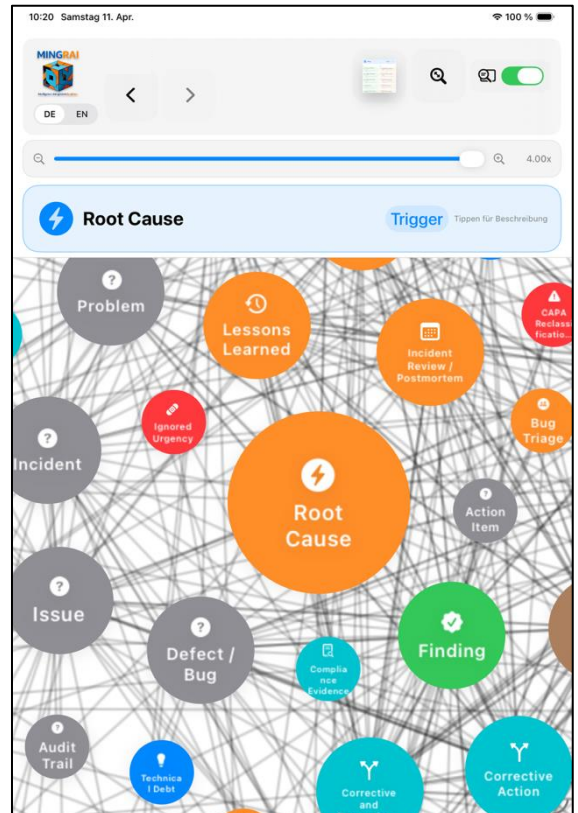 10:20 Samstag 11. Apr.
100 %
MINGRAI
DE EN
4.00x
Root Cause
Trigger
Tippen für Beschreibung
Problem
Lessons
Learned
Incident
Review /
Postmortem
CAPA
Reclass
ficatio...
Ignored
Urgency
Bug
Triage
Incident
Root
Cause
Action
Item
Issue
Defect /
Bug
Complia
nce
Evidence
Finding
Audit
Trail
Technica
l Debt
Corrective
and
Corrective
Action